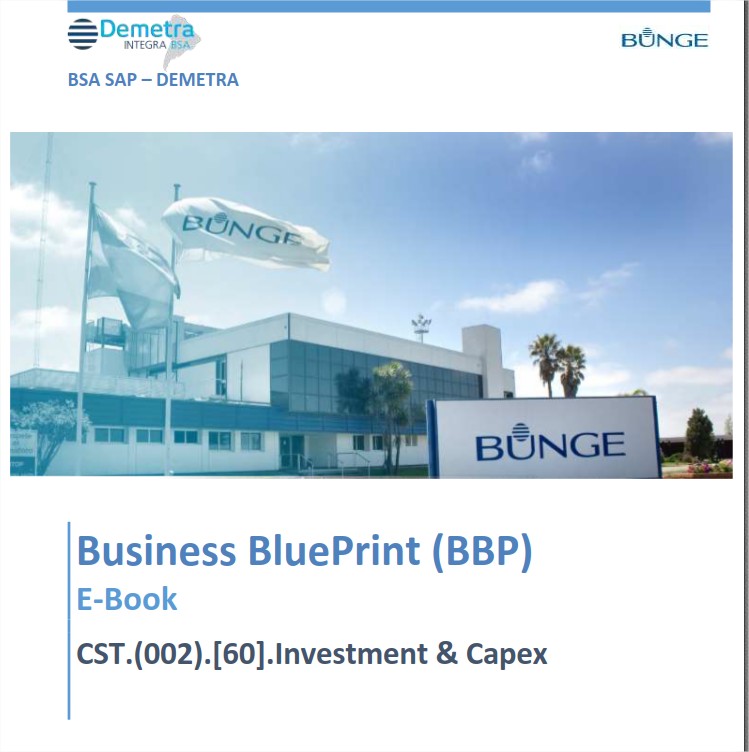 Demetra
INTEGRA BSA
BUNGE
BSA SAP – DEMETRA
BUNGE
BUNGE
Business BluePrint (BBP)
E-Book
CST.(002).[60].Investment & Capex